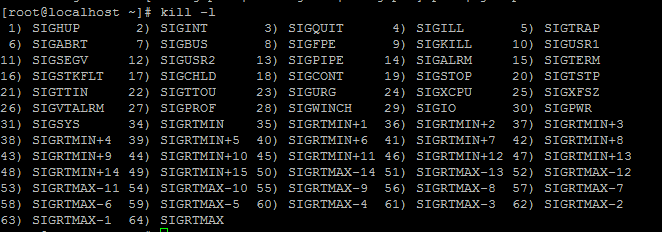 [root@localhost ~]# kill -l
1) SIGHUP 2) SIGINT 3) SIGQUIT 4) SIGILL 5) SIGTRAP
6) SIGABRT 7) SIGBUS 8) SIGFPE 9) SIGKILL 10) SIGUSR1
11) SIGSEGV 12) SIGUSR2 13) SIGPIPE 14) SIGALRM 15) SIGTERM
16) SIGSTKFLT 17) SIGCHLD 18) SIGCONT 19) SIGSTOP 20) SIGTSTP
21) SIGTTIN 22) SIGTTOU 23) SIGURG 24) SIGXCPU 25) SIGXFSZ
26) SIGVTALRM 27) SIGPROF 28) SIGWINCH 29) SIGIO 30) SIGPWR
31) SIGSYS 34) SIGRTMIN 35) SIGRTMIN+1 36) SIGRTMIN+2 37) SIGRTMIN+3
38) SIGRTMIN+4 39) SIGRTMIN+5 40) SIGRTMIN+6 41) SIGRTMIN+7 42) SIGRTMIN+8
43) SIGRTMIN+9 44) SIGRTMIN+10 45) SIGRTMIN+11 46) SIGRTMIN+12 47) SIGRTMIN+13
48) SIGRTMIN+14 49) SIGRTMIN+15 50) SIGRTMAX-14 51) SIGRTMAX-13 52) SIGRTMAX-12
53) SIGRTMAX-11 54) SIGRTMAX-10 55) SIGRTMAX-9 56) SIGRTMAX-8 57) SIGRTMAX-7
58) SIGRTMAX-6 59) SIGRTMAX-5 60) SIGRTMAX-4 61) SIGRTMAX-3 62) SIGRTMAX-2
63) SIGRTMAX-1 64) SIGRTMAX